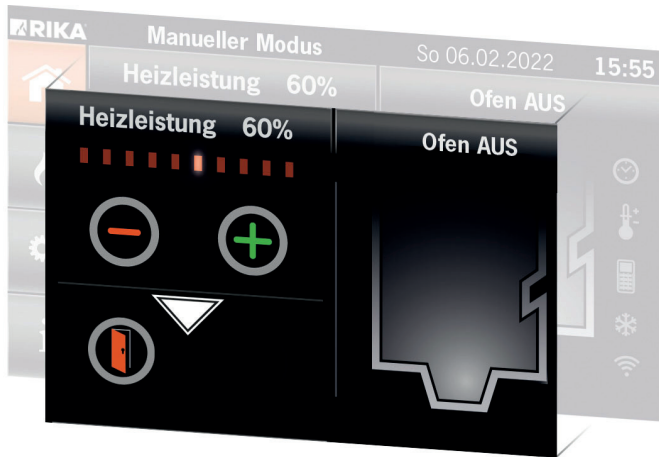 RIKA
Manueller Modus
So 06.02.2022
15:55
Heizleistung 60%
Ofen AUS
Heizleistung 60%
Ofen AUS